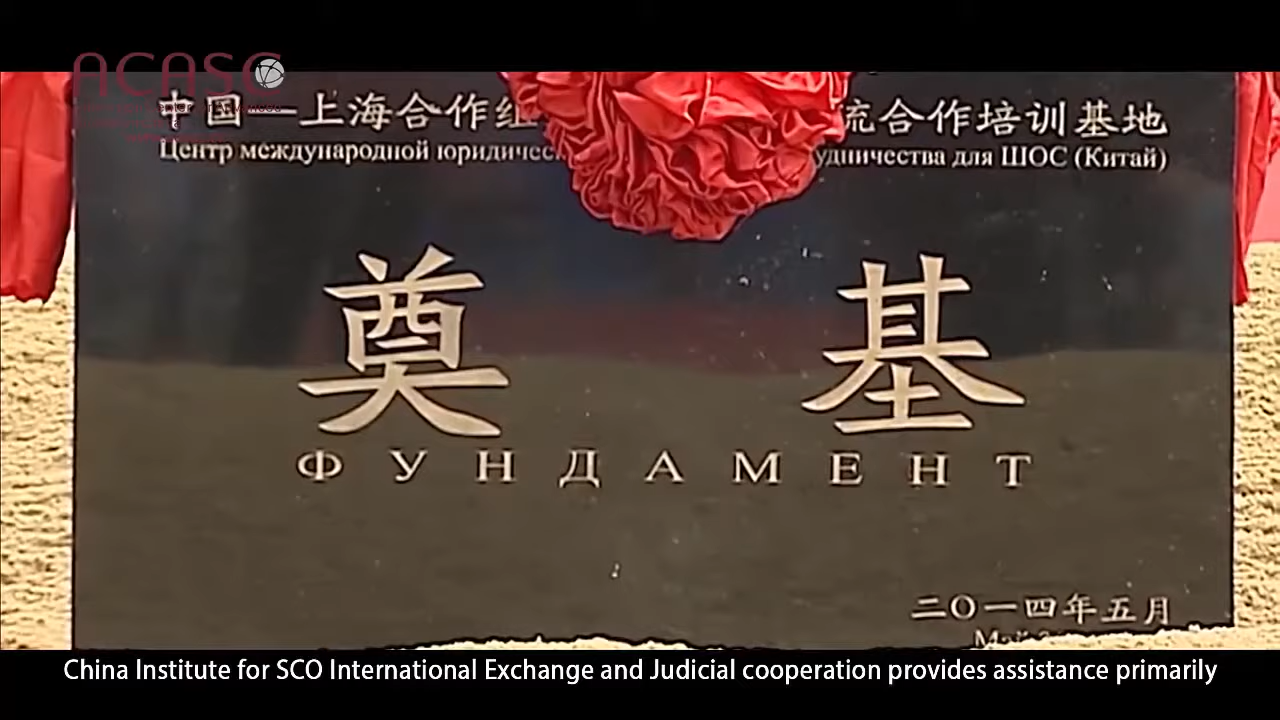 ACASC
中国—上海合作组 流合作培训基地
Центр международной юридичес удничества для ШОС (Китай)
奠 基
ФУНДАМЕНТ
二〇一四年五月
China Institute for SCO International Exchange and Judicial cooperation provides assistance primarily